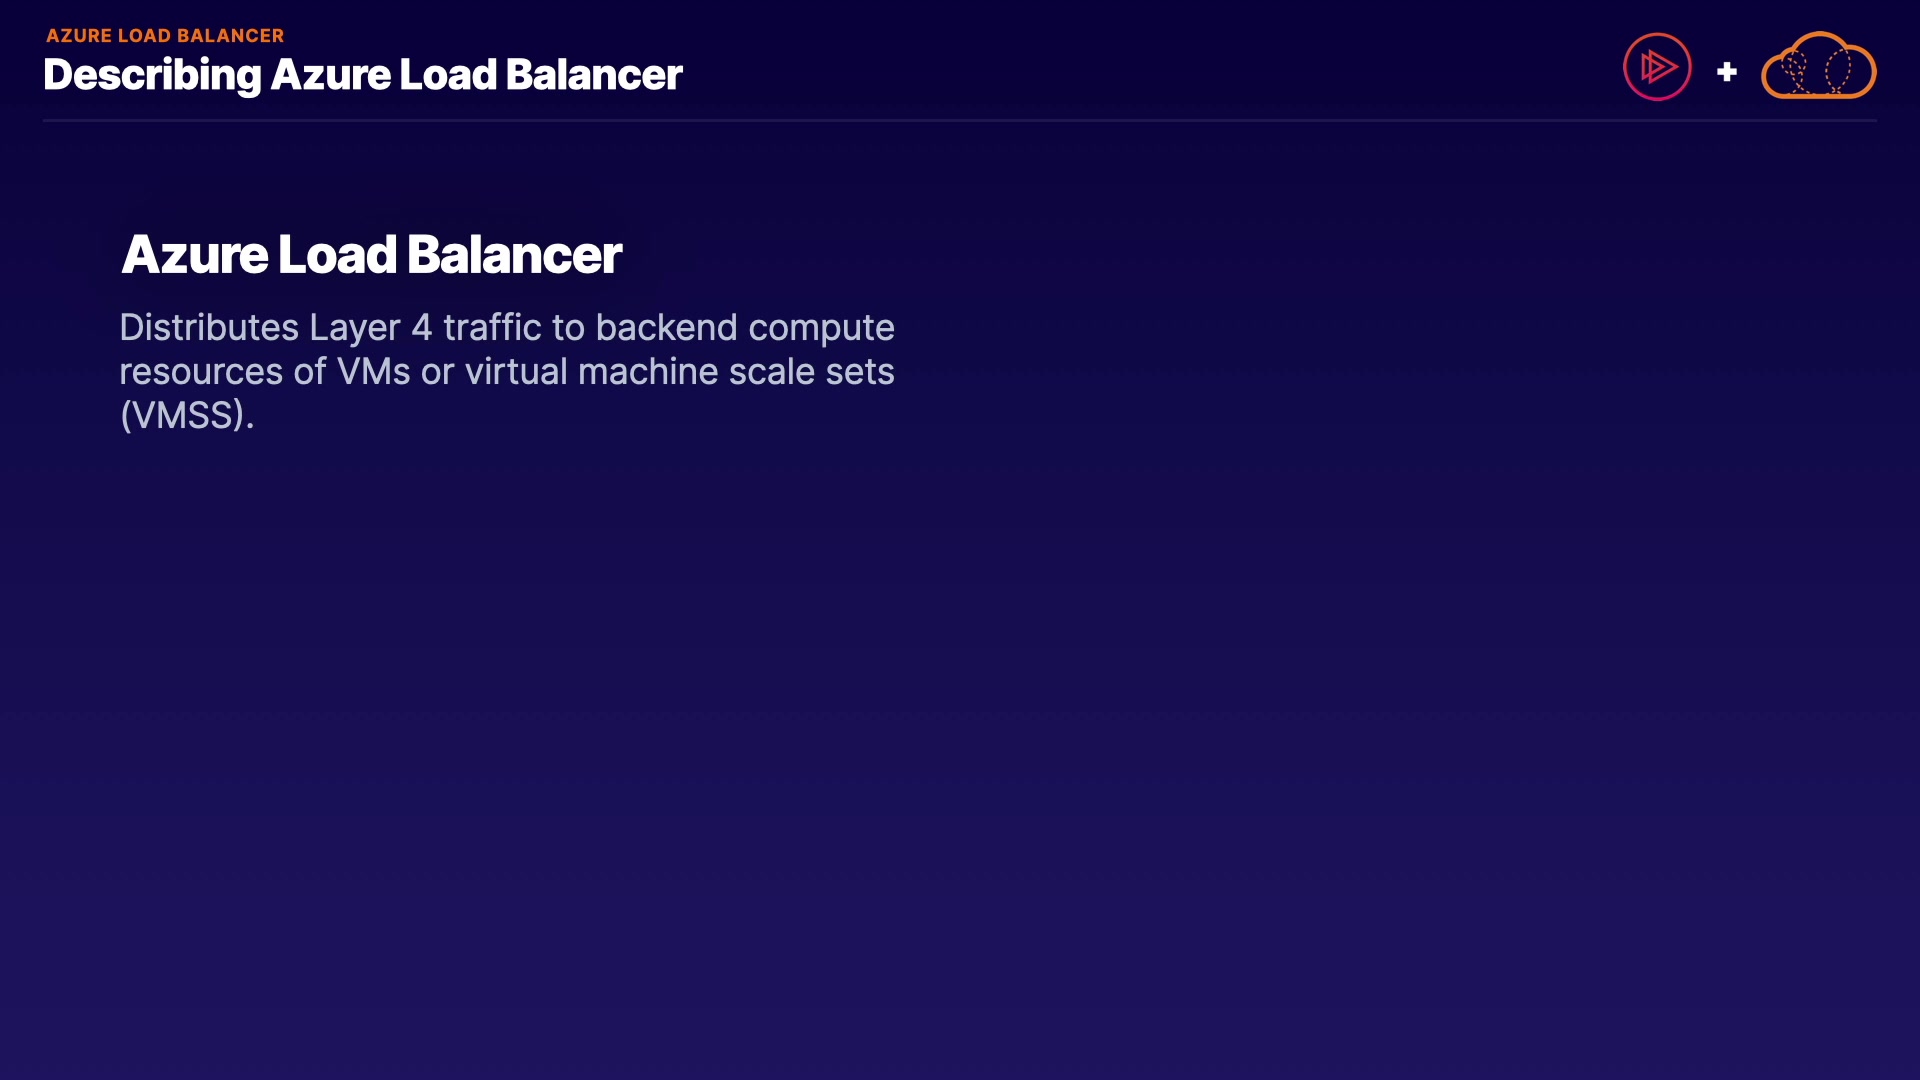 AZURE LOAD BALANCER
Describing Azure Load Balancer
Azure Load Balancer
Distributes Layer 4 traffic to backend compute
resources of VMs or virtual machine scale sets
(VMSS).